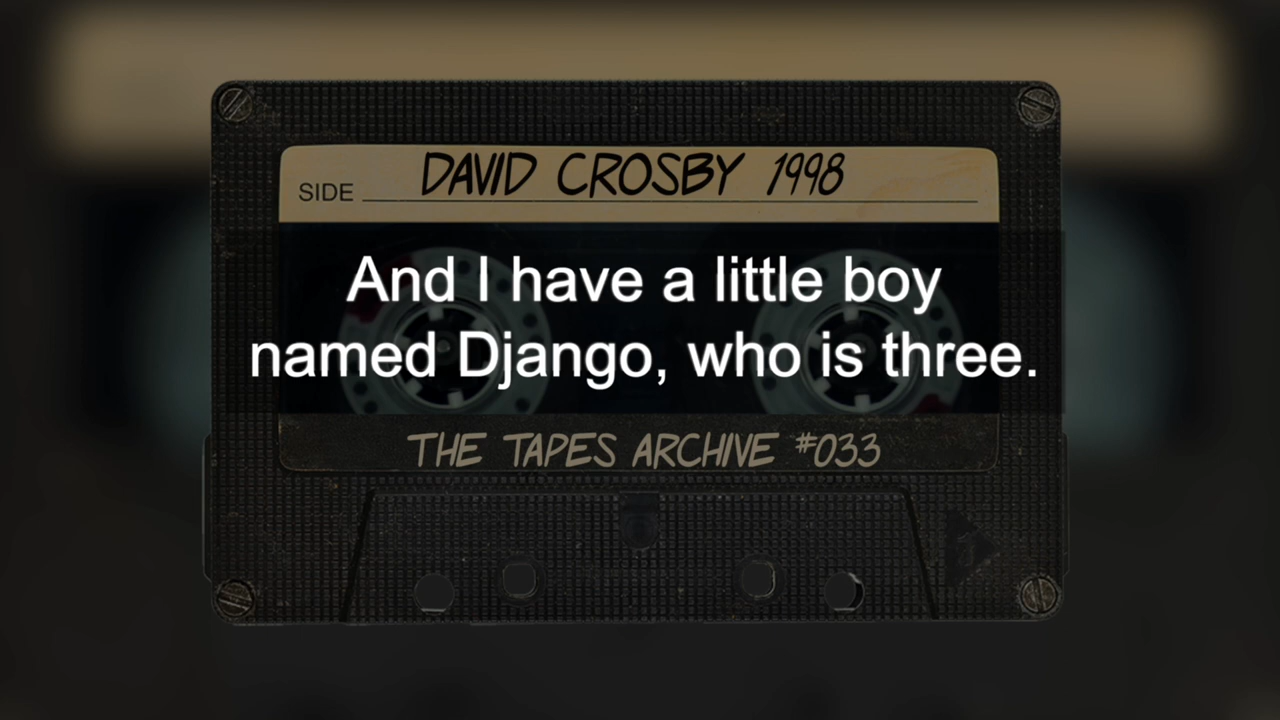 DAVID CROSBY 1998
SIDE
And I have a little boy
named Django, who is three.
THE TAPES ARCHIVE #033